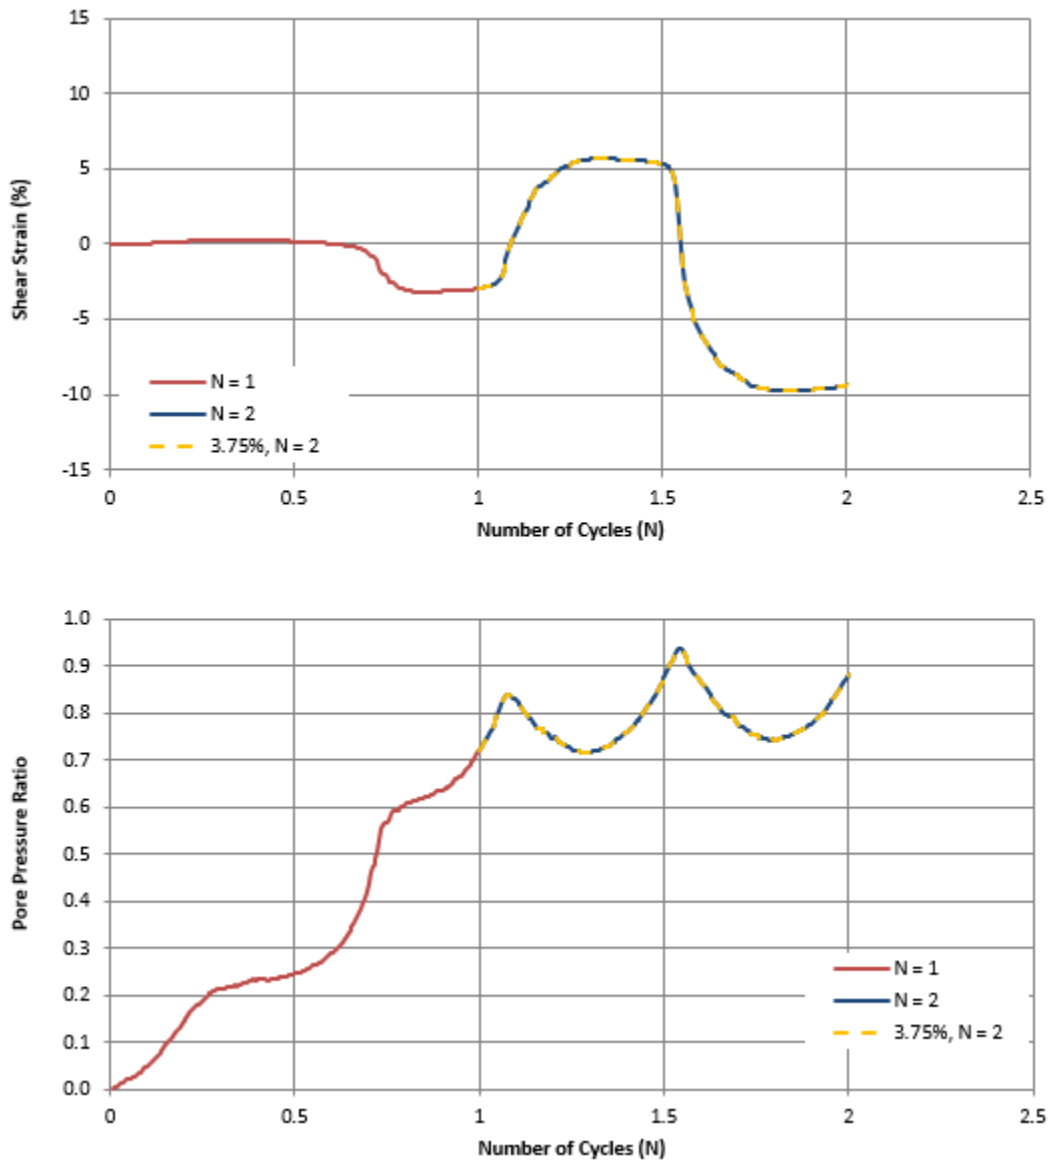 15
10
5
0
-5
-10
-15
Shear Strain (%)
N = 1
N = 2
3.75%, N = 2
0 0.5 1 1.5 2 2.5
Number of Cycles (N)
1.0
0.9
0.8
0.7
0.6
0.5
0.4
0.3
0.2
0.1
0.0
Pore Pressure Ratio
N = 1
N = 2
3.75%, N = 2
0 0.5 1 1.5 2 2.5
Number of Cycles (N)